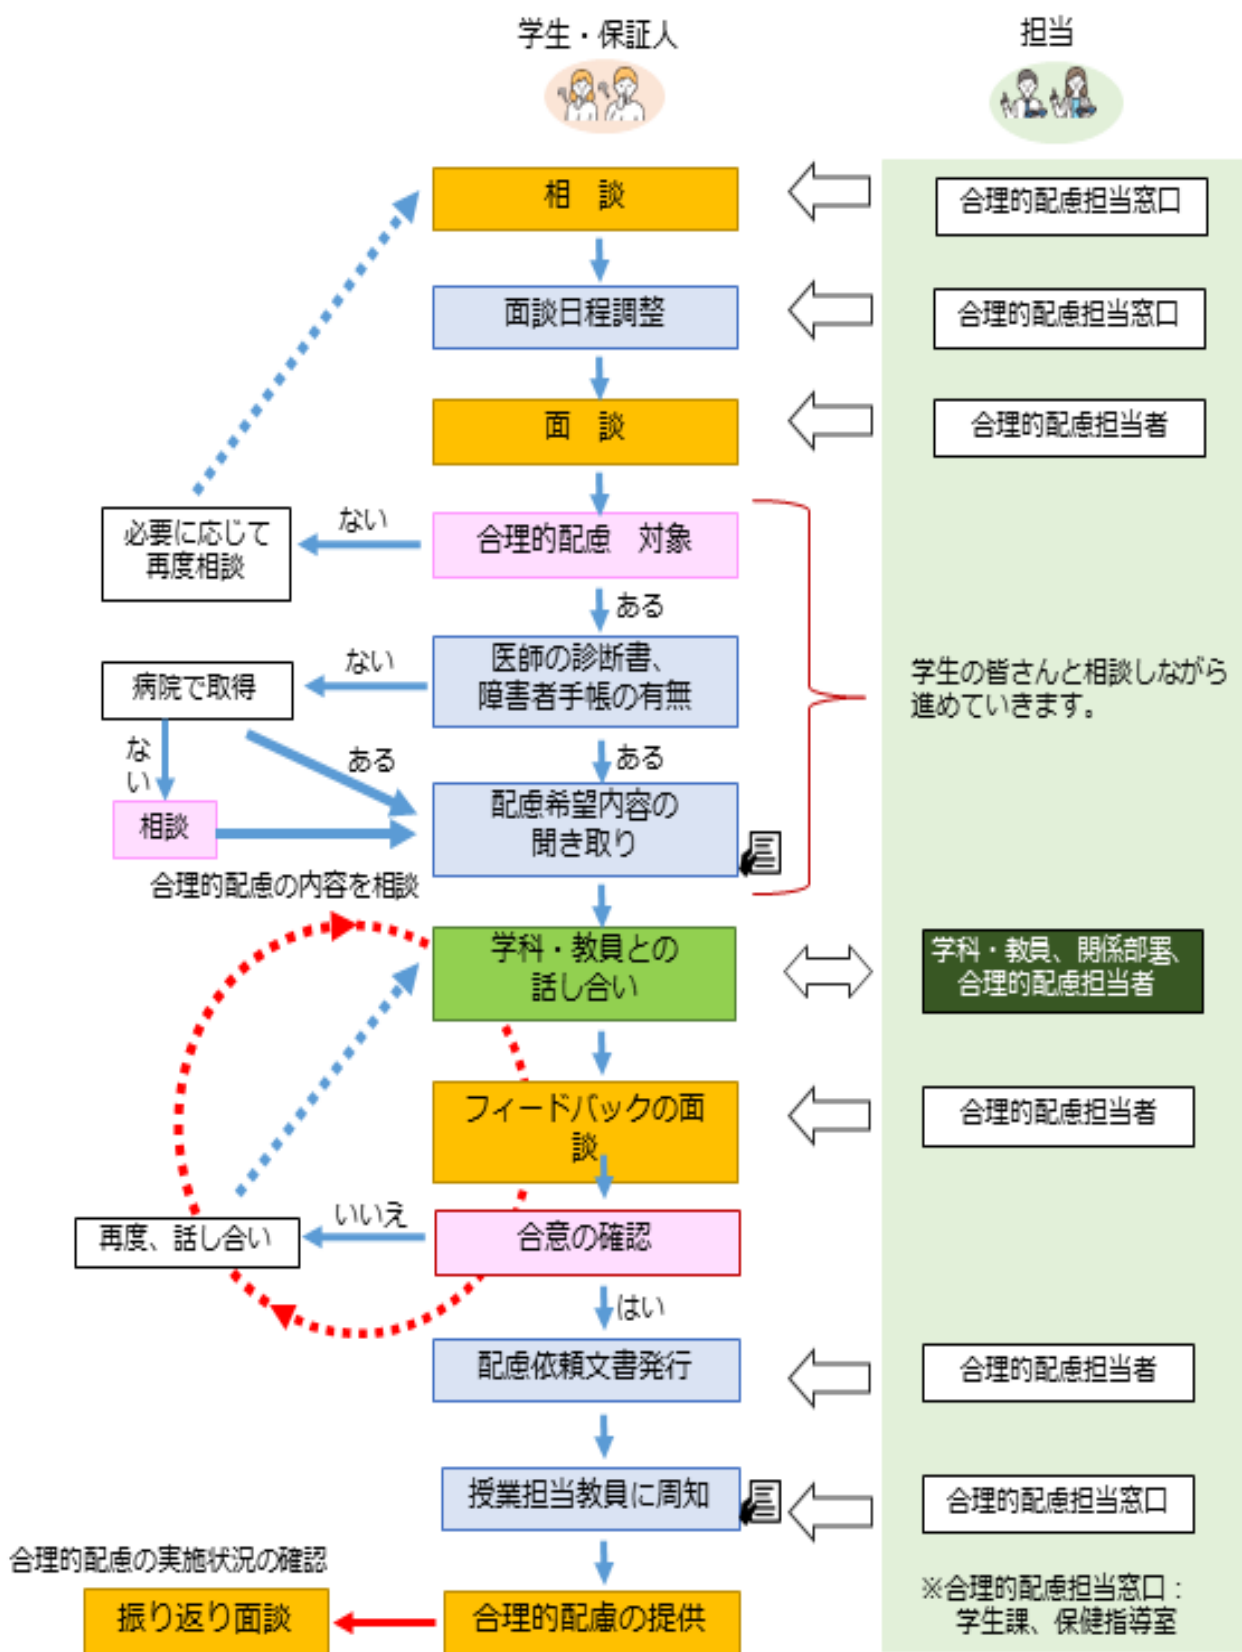 学生・保証人
担当
相　談
合理的配慮担当窓口
面談日程調整
合理的配慮担当窓口
面　談
合理的配慮担当者
合理的配慮　対象
ない
必要に応じて
再度相談
ある
医師の診断書、
障害者手帳の有無
ない
病院で取得
学生の皆さんと相談しながら
進めていきます。
な
い
ある
ある
相談
配慮希望内容の
聞き取り
合理的配慮の内容を相談
学科・教員との
話し合い
学科・教員、関係部署、
合理的配慮担当者
フィードバックの面
談
合理的配慮担当者
合意の確認
いいえ
再度、話し合い
はい
配慮依頼文書発行
合理的配慮担当者
授業担当教員に周知
合理的配慮担当窓口
合理的配慮の実施状況の確認
振り返り面談
合理的配慮の提供
※合理的配慮担当窓口：
学生課、保健指導室